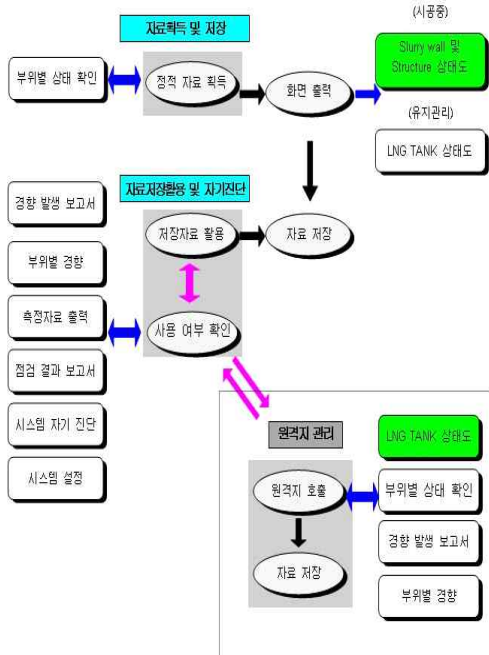 (시공중)
자료획득 및 저장
Slurry wall 및
Structure 상태도
부위별 상태 확인
정적 자료 획득
화면 출력
(유지관리)
LNG TANK 상태도
자료저장활용 및 자기진단
경향 발생 보고서
저장자료 활용
자료 저장
부위별 경향
측정자료 출력
사용 여부 확인
점검 결과 보고서
시스템 자기 진단
시스템 설정
원격지 관리
LNG TANK 상태도
원격지 호출
부위별 상태 확인
경향 발생 보고서
자료 저장
부위별 경향